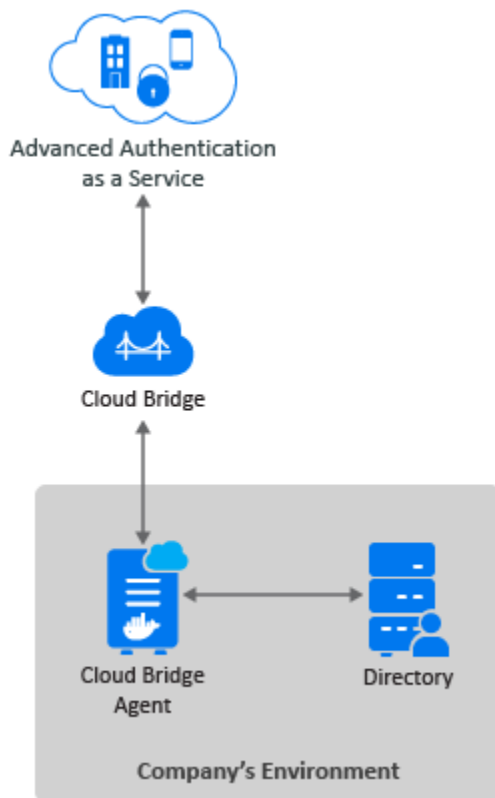 Advanced Authentication
as a Service
Cloud Bridge
Cloud Bridge
Agent
Directory
Company's Environment